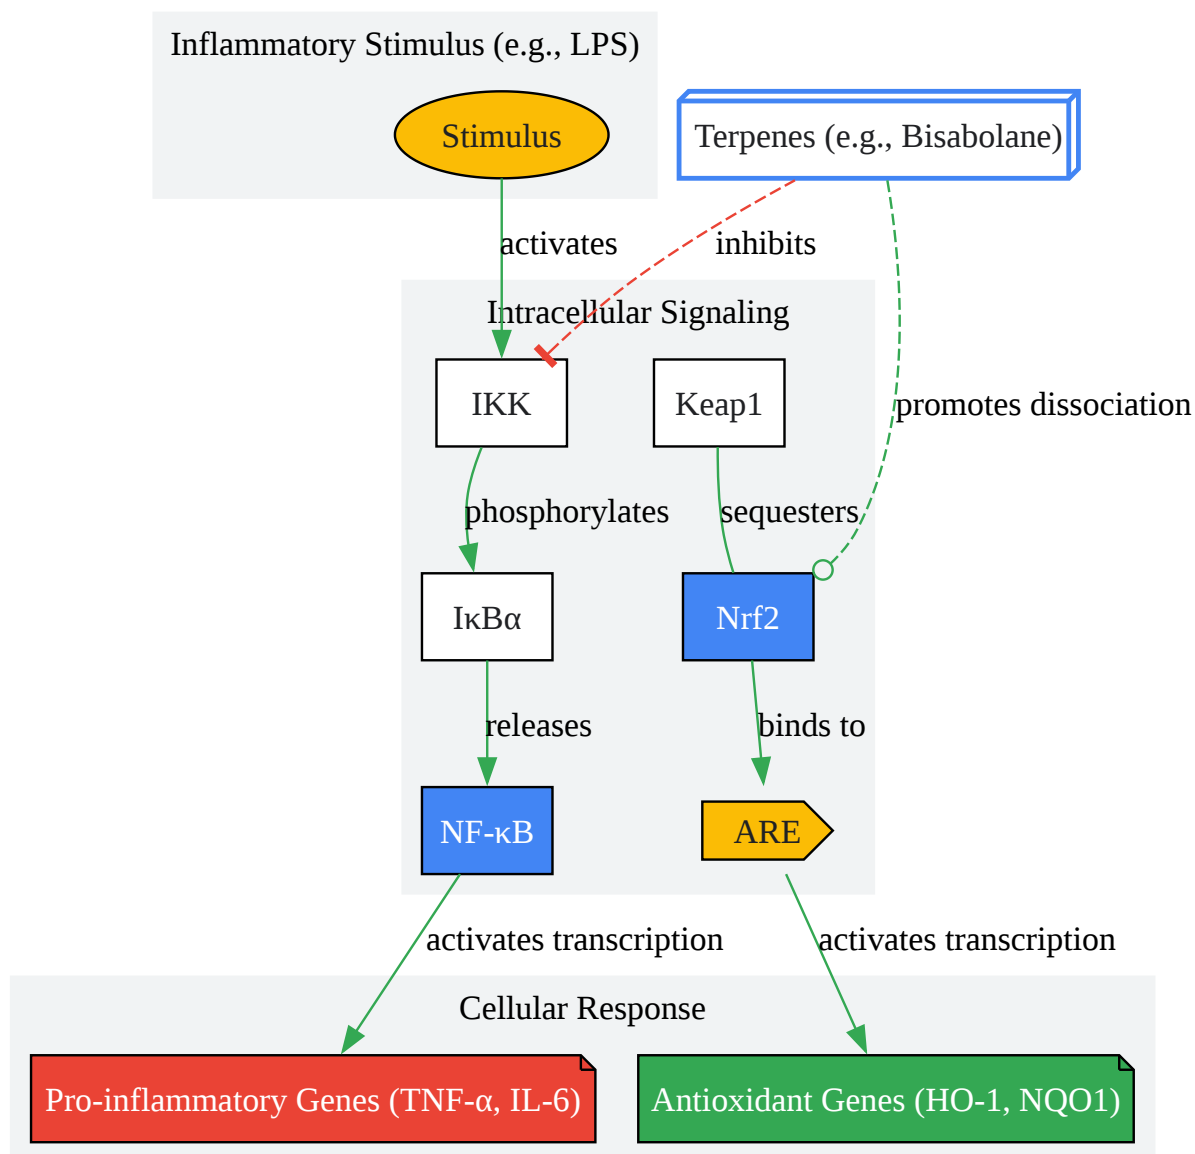 Inflammatory Stimulus (e.g., LPS)
Stimulus
Terpenes (e.g., Bisabolane)
activates
inhibits
Intracellular Signaling
IKK
Keap1
promotes dissociation
phosphorylates
sequesters
IκBα
Nrf2
releases
binds to
NF-κB
ARE
activates transcription
activates transcription
Cellular Response
Pro-inflammatory Genes (TNF-α, IL-6)
Antioxidant Genes (HO-1, NQO1)